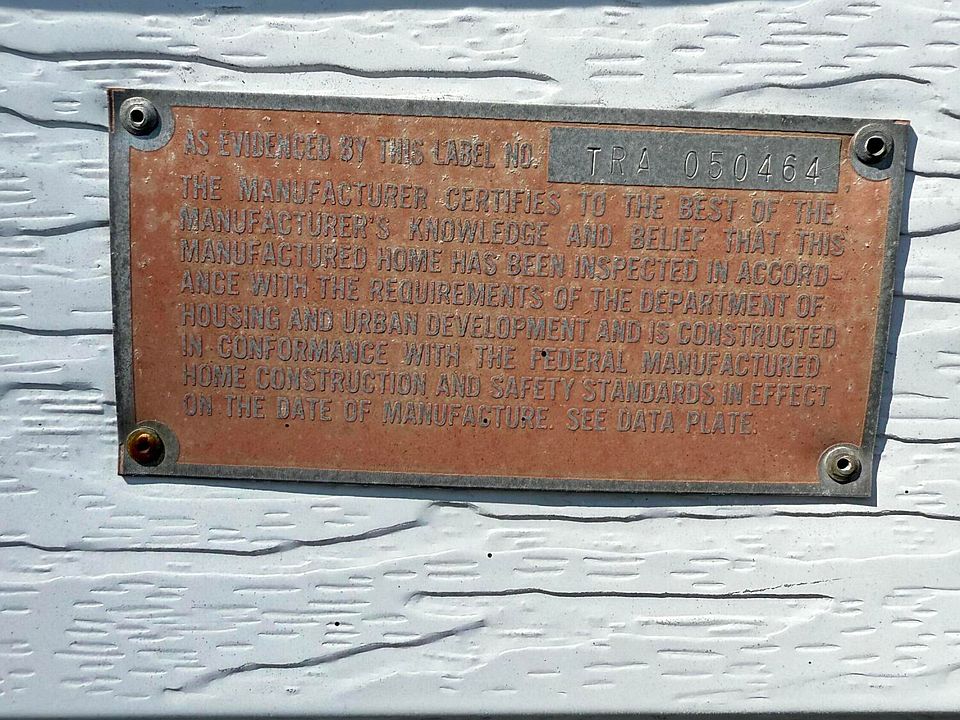 AS EVIDENCED BY THIS LABEL NO. TRA 050464
THE MANUFACTURER CERTIFIES TO THE BEST OF THE
MANUFACTURER'S KNOWLEDGE AND BELIEF THAT THIS
MANUFACTURED HOME HAS BEEN INSPECTED IN ACCORD-
ANCE WITH THE REQUIREMENTS OF THE DEPARTMENT OF
HOUSING AND URBAN DEVELOPMENT AND IS CONSTRUCTED
IN CONFORMANCE WITH THE FEDERAL MANUFACTURED
HOME CONSTRUCTION AND SAFETY STANDARDS IN EFFECT
ON THE DATE OF MANUFACTURE. SEE DATA PLATE.